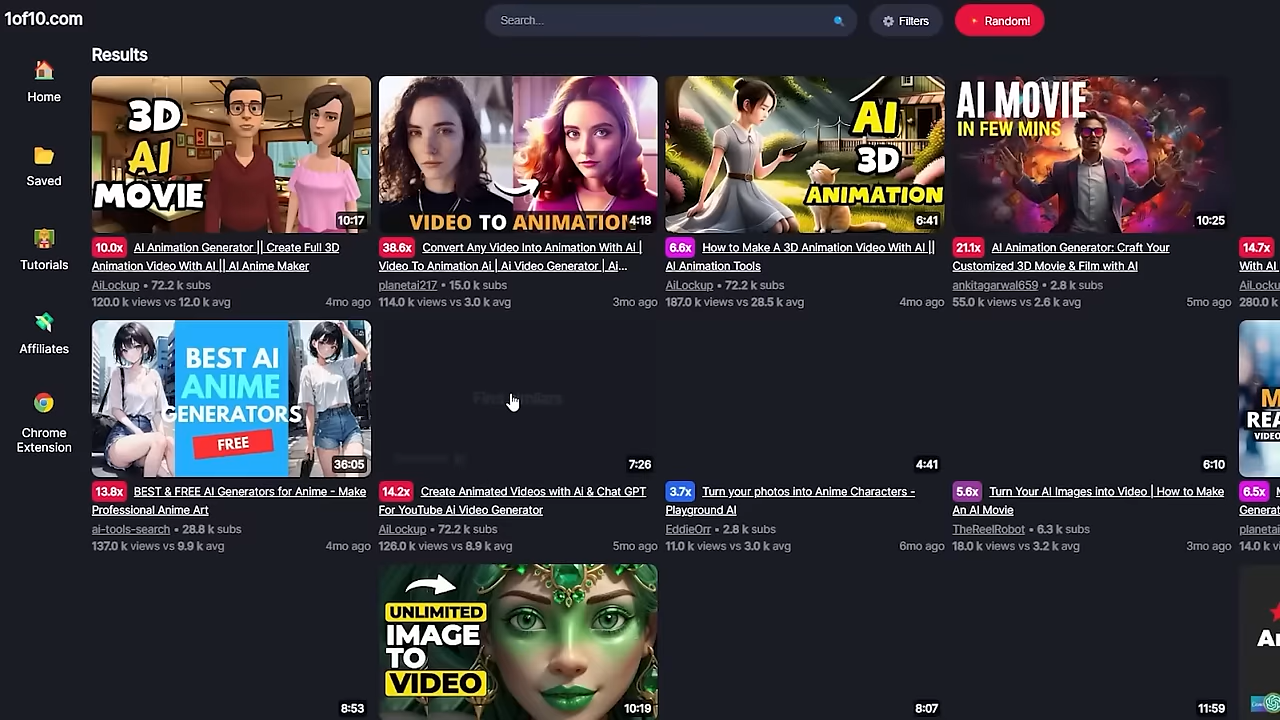 1of10.com
Search...
Filters
Random!
Home
Saved
Tutorials
Affiliates
Chrome
Extension
Results
3D
AI
MOVIE
10:17
10.0x AI Animation Generator || Create Full 3D
Animation Video With AI || AI Anime Maker
AiLockup • 72.2 k subs
120.0 k views vs 12.0 k avg 4mo ago
VIDEO TO ANIMATION
4:18
38.6x Convert Any Video Into Animation With AI |
Video To Animation Ai | Ai Video Generator | Ai...
planetai217 • 15.0 k subs
114.0 k views vs 3.0 k avg 3mo ago
AI
3D
ANIMATION
6:41
6.6x How to Make A 3D Animation Video With AI ||
AI Animation Tools
AiLockup • 72.2 k subs
187.0 k views vs 28.5 k avg 4mo ago
AI MOVIE
IN FEW MINS
10:25
21.1x AI Animation Generator: Craft Your
Customized 3D Movie & Film with AI
ankitagarwal659 • 2.8 k subs
55.0 k views vs 2.6 k avg 5mo ago
14.7x
With AI
AiLocku
280.0 k
BEST AI
ANIME
GENERATORS
FREE
36:05
13.8x BEST & FREE AI Generators for Anime - Make
Professional Anime Art
ai-tools-search • 28.8 k subs
137.0 k views vs 9.9 k avg 4mo ago
7:26
14.2x Create Animated Videos with Ai & Chat GPT
For YouTube Ai Video Generator
AiLockup • 72.2 k subs
126.0 k views vs 8.9 k avg 5mo ago
4:41
3.7x Turn your photos into Anime Characters -
Playground AI
EddieOrr • 2.8 k subs
11.0 k views vs 3.0 k avg 6mo ago
6:10
5.6x Turn Your AI Images into Video | How to Make
An AI Movie
TheReelRobot • 6.3 k subs
18.0 k views vs 3.2 k avg 3mo ago
REA
VIDEO
6.5x
Generat
planetai
14.0 k v
8:53
UNLIMITED
IMAGE
TO
VIDEO
10:19
8:07
11:59